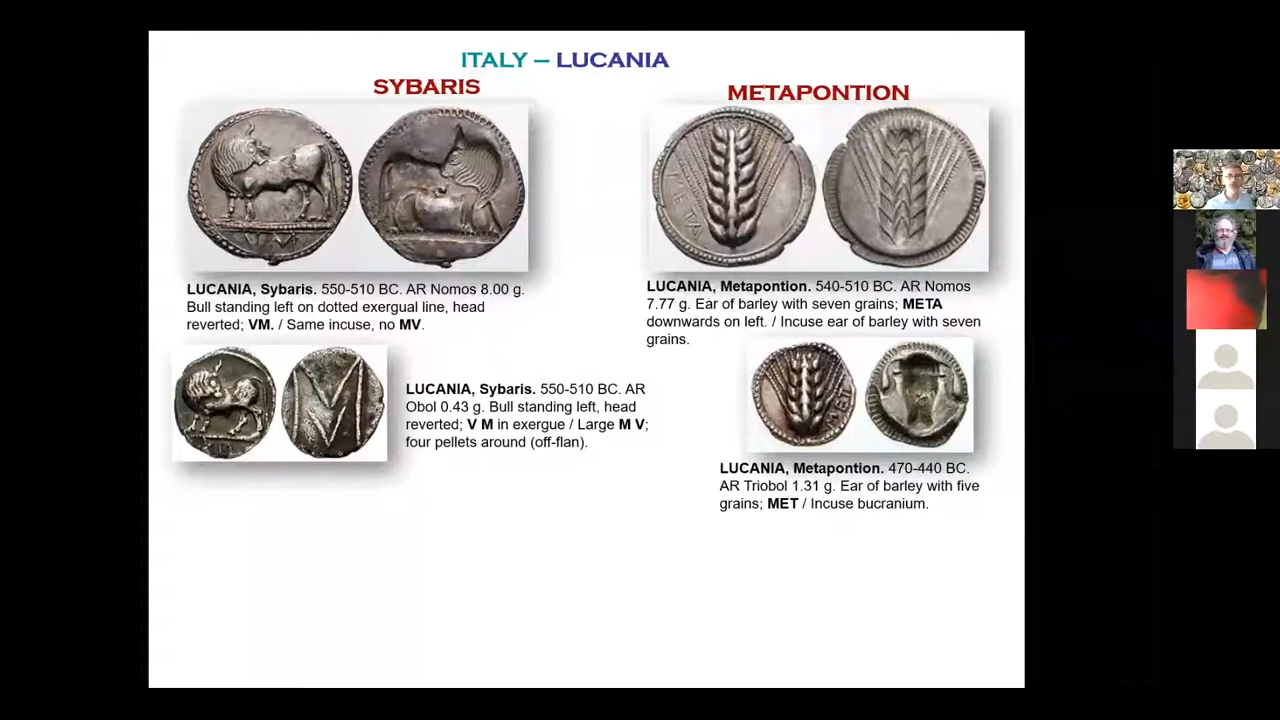 ITALY – LUCANIA
SYBARIS
VM
LUCANIA, Sybaris. 550-510 BC. AR Nomos 8.00 g.
Bull standing left on dotted exergual line, head
reverted; VM. / Same incuse, no MV.
LUCANIA, Sybaris. 550-510 BC. AR
Obol 0.43 g. Bull standing left, head
reverted; V M in exergue / Large M V;
four pellets around (off-flan).
METAPONTION
META
LUCANIA, Metapontion. 540-510 BC. AR Nomos
7.77 g. Ear of barley with seven grains; META
downwards on left. / Incuse ear of barley with seven
grains.
LUCANIA, Metapontion. 470-440 BC.
AR Triobol 1.31 g. Ear of barley with five
grains; MET / Incuse bucranium.